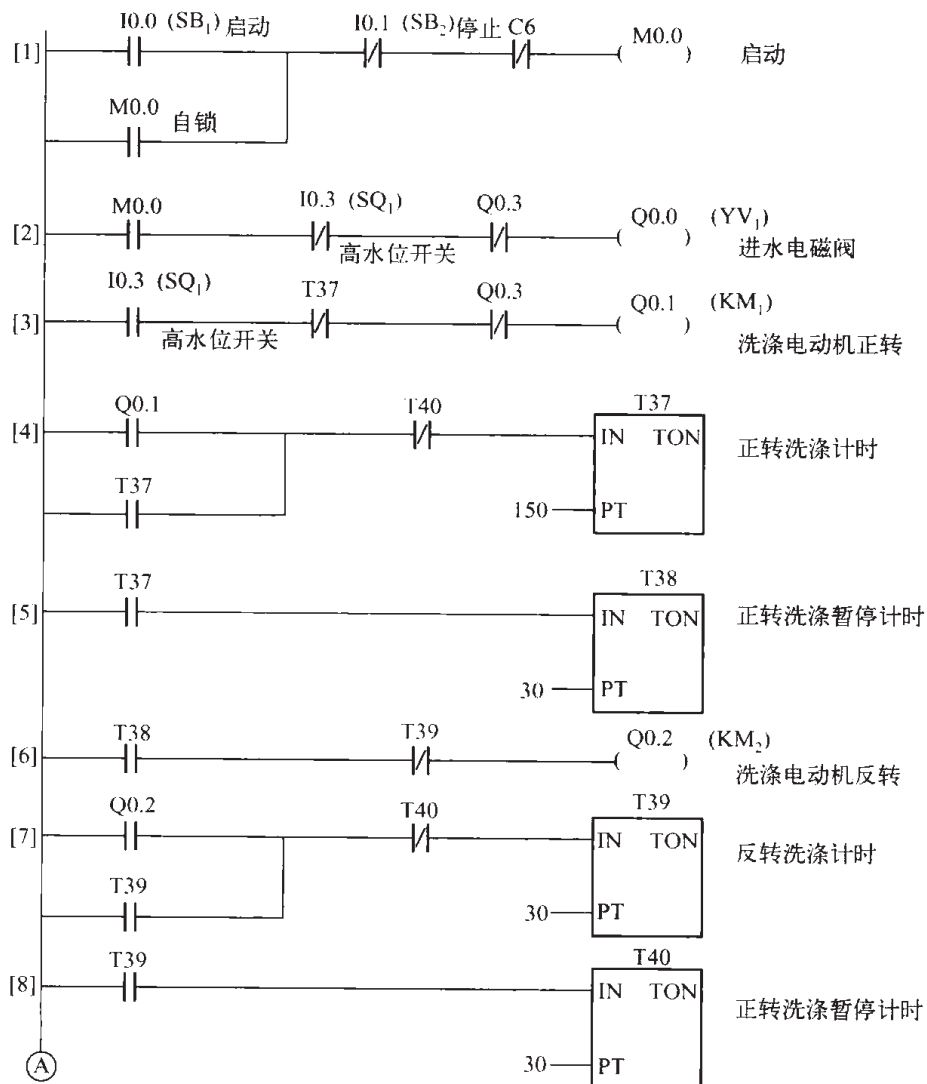 I0.0 (SB₁) 启动 I0.1 (SB₂) 停止 C6 M0.0
[1] 启动
M0.0 自锁
M0.0 I0.3 (SQ₁) Q0.3 Q0.0 (YV₁)
[2] 高水位开关 进水电磁阀
I0.3 (SQ₁) T37 Q0.3 Q0.1 (KM₁)
[3] 高水位开关 洗涤电动机正转
Q0.1 T40 T37
[4] IN TON 正转洗涤计时
T37
150 PT
T37 T38
[5] IN TON 正转洗涤暂停计时
30 PT
T38 T39 Q0.2 (KM₂)
[6] 洗涤电动机反转
Q0.2 T40 T39
[7] IN TON 反转洗涤计时
T39
30 PT
T39 T40
[8] IN TON 正转洗涤暂停计时
30 PT
A